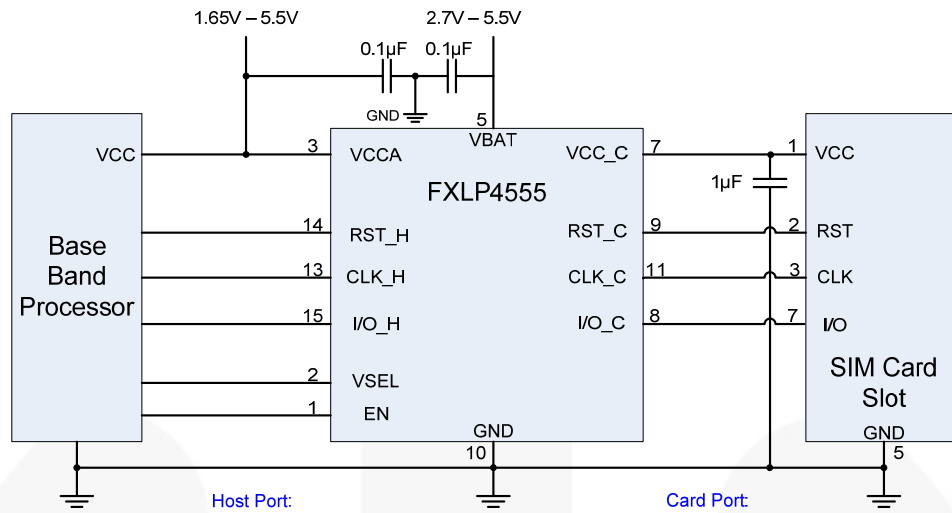 1.65V – 5.5V
2.7V – 5.5V
0.1µF
0.1µF
GND
5
VBAT
VCC
3
VCCA
VCC_C
7
1
VCC
FXLP4555
1µF
14
RST_H
RST_C
9
2
RST
Base
Band
Processor
13
CLK_H
CLK_C
11
3
CLK
15
I/O_H
I/O_C
8
7
I/O
2
VSEL
SIM Card
Slot
1
EN
GND
10
GND
5
Host Port:
Card Port: